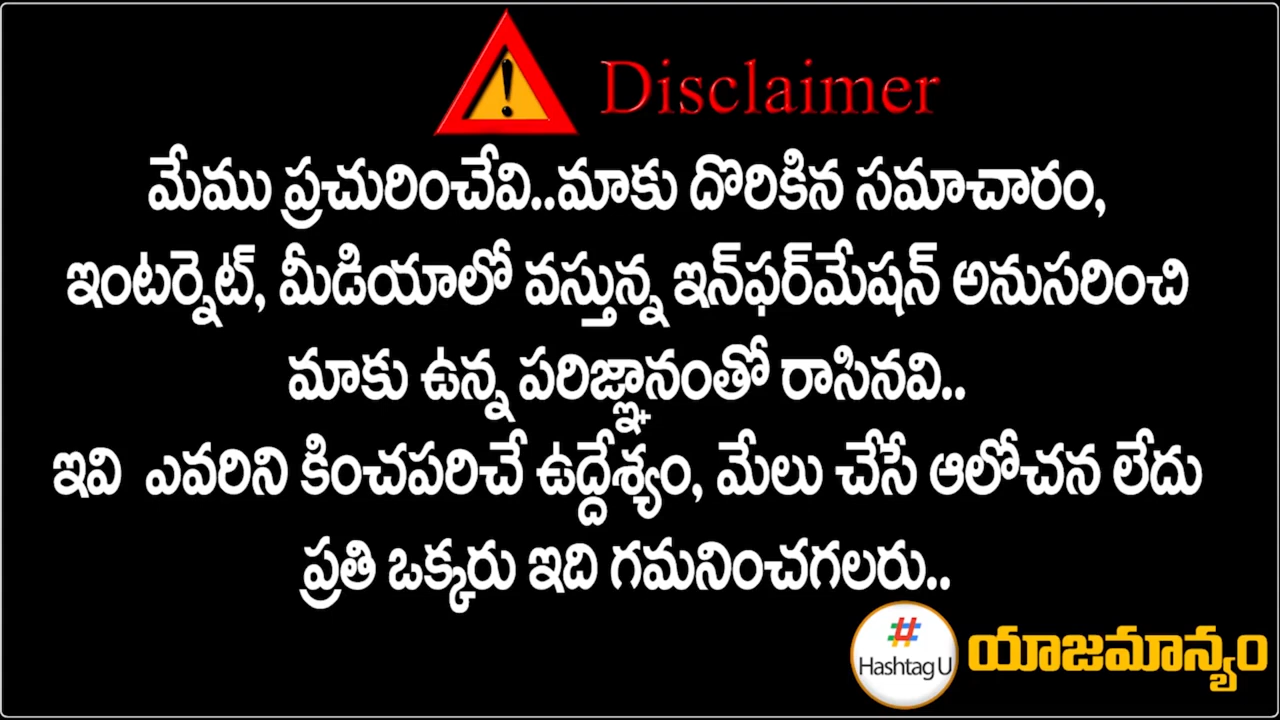 Disclaimer
మేము ప్రచురించేవి..మాకు దొరికిన సమాచారం,
ఇంటర్నెట్, మీడియాలో వస్తున్న ఇన్‌ఫర్‌మేషన్ అనుసరించి
మాకు ఉన్న పరిజ్ఞానంతో రాసినవి..
ఇవి ఎవరిని కించపరిచే ఉద్దేశ్యం, మేలు చేసే ఆలోచన లేదు
ప్రతి ఒక్కరు ఇది గమనించగలరు..
#
Hashtag U
యాజమాన్యం